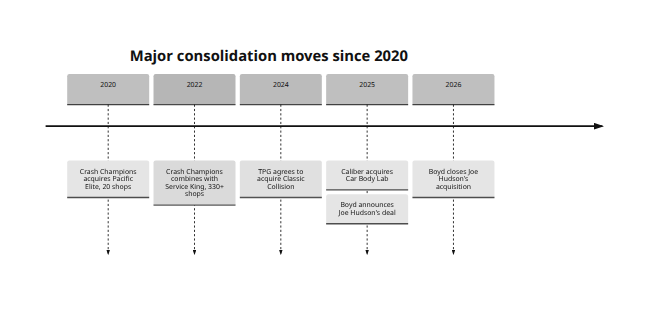 Major consolidation moves since 2020
2020
2022
2024
2025
2026
Crash Champions
acquires Pacific
Elite, 20 shops
Crash Champions
combines with
Service King, 330+
shops
TPG agrees to
acquire Classic
Collision
Caliber acquires
Car Body Lab
Boyd announces
Joe Hudson's deal
Boyd closes Joe
Hudson's
acquisition